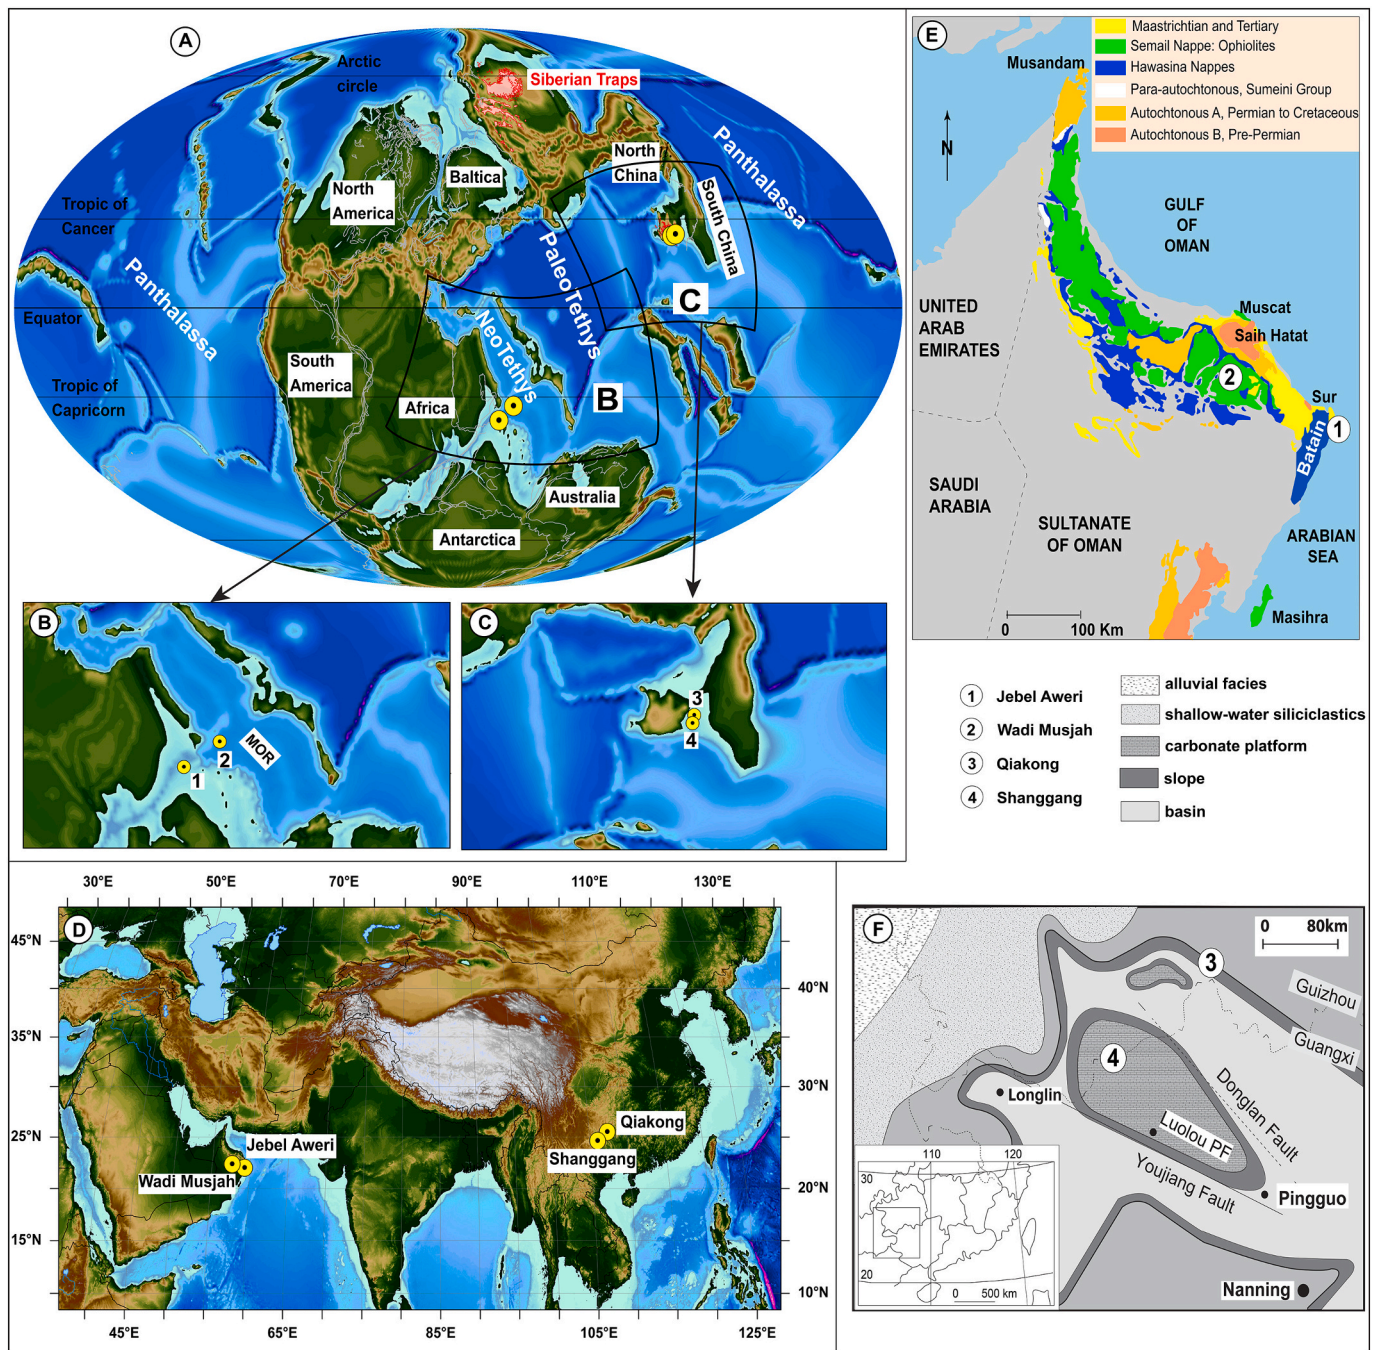 A
Arctic
circle
Siberian Traps
North
China
Panthalassa
Baltica
North
America
South China
Tropic of
Cancer
PaleoTethys
Panthalassa
C
NeoTethys
Equator
South
America
Tropic of
Capricorn
Africa
B
Australia
Antarctica
B
MOR
2
1
C
3
4
E
Maastrichtian and Tertiary
Semail Nappe: Ophiolites
Hawasina Nappes
Para-autochtonous, Sumeini Group
Autochtonous A, Permian to Cretaceous
Autochtonous B, Pre-Permian
Musandam
N
GULF
OF
OMAN
UNITED
ARAB
EMIRATES
Muscat
Saih Hatat
2
Sur
1
Batain
SAUDI
ARABIA
SULTANATE
OF OMAN
ARABIAN
SEA
Masihra
0 100 Km
1 Jebel Aweri
2 Wadi Musjah
3 Qiakong
4 Shanggang
alluvial facies
shallow-water siliciclastics
carbonate platform
slope
basin
30°E 50°E 70°E 90°E 110°E 130°E
D
45°N
40°N
35°N
30°N
25°N
20°N
15°N
45°N
40°N
35°N
30°N
25°N
20°N
15°N
10°N
Qiakong
Shanggang
Jebel Aweri
Wadi Musjah
45°E 65°E 85°E 105°E 125°E
F
0 80km
3
Guizhou
Guangxi
4
Longlin
Donglan Fault
Luolou PF
Youjiang Fault
Pingguo
Nanning
110 120
30
20
0 500 km